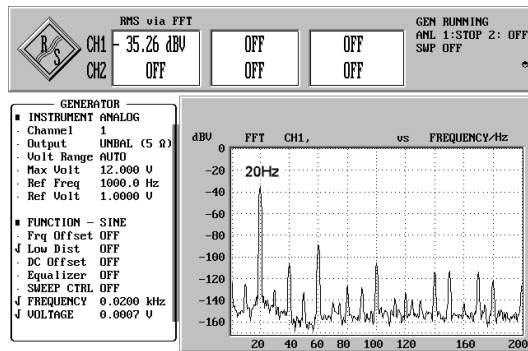 RMS via FFT
R
S
CH1 - 35.26 dBV OFF OFF
CH2 OFF OFF OFF
GEN RUNNING
ANL 1:STOP 2: OFF
SWP OFF
GENERATOR
INSTRUMENT ANALOG
Channel 1
Output UNBAL (5 Ω)
Volt Range AUTO
Max Volt 12.000 V
Ref Freq 1000.0 Hz
Ref Volt 1.0000 V
FUNCTION — SINE
Frq Offset OFF
Low Dist OFF
DC Offset OFF
Equalizer OFF
SWEEP CTRL OFF
FREQUENCY 0.0200 kHz
VOLTAGE 0.0007 V
dBV FFT CH1, vs FREQUENCY/Hz
0
-20
20Hz
-40
-60
-80
-100
-120
-140
-160
20 40 60 80 100 120 160 200